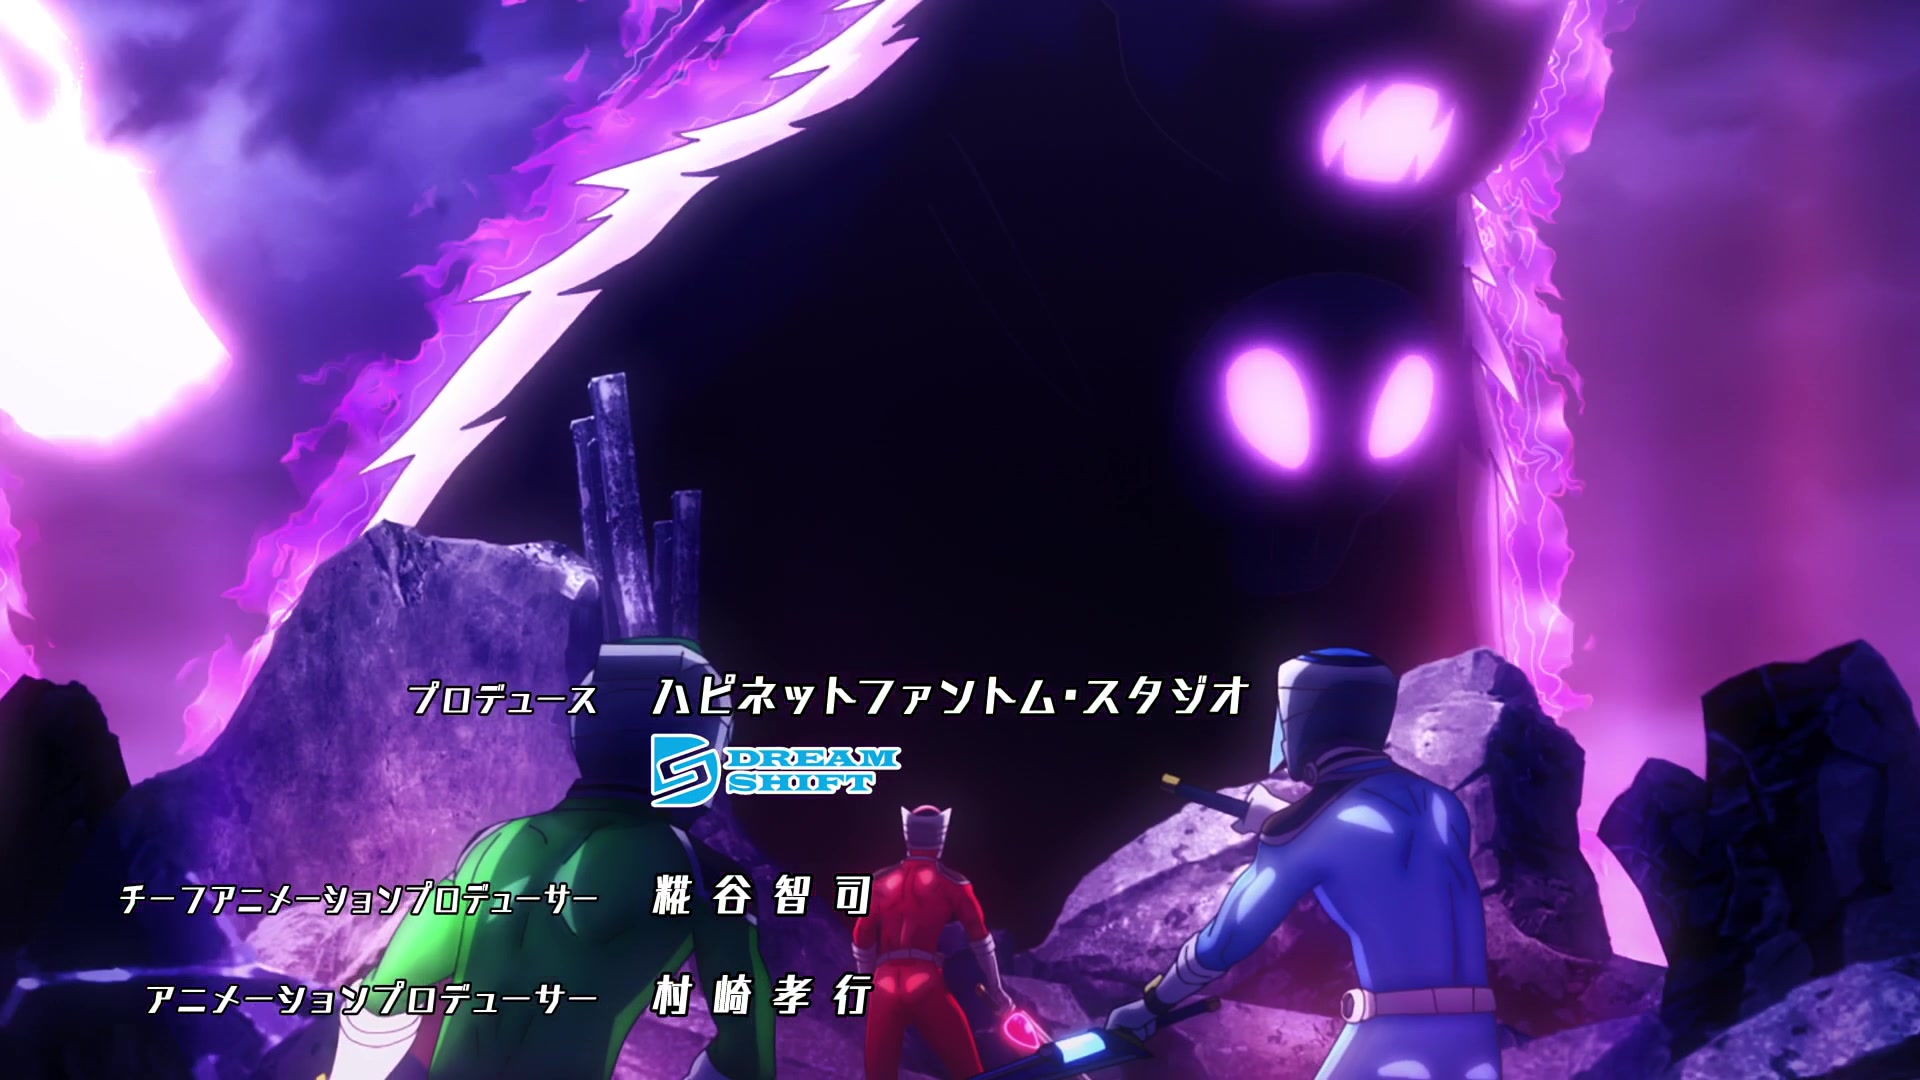 プロデュース ハピネットファントム・スタジオ
DREAM
SHIFT
チーフアニメーションプロデューサー 糀谷智司
アニメーションプロデューサー 村崎孝行